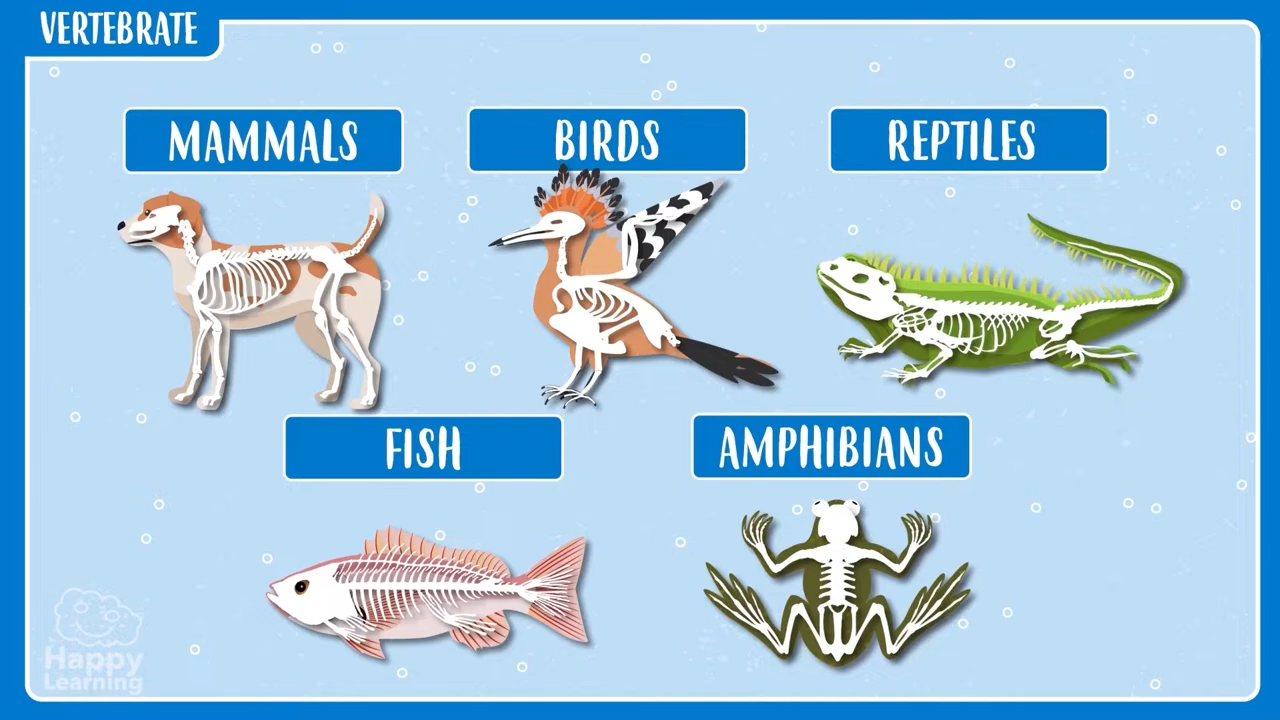 VERTEBRATE
MAMMALS
BIRDS
REPTILES
FISH
AMPHIBIANS
Happy
Learning